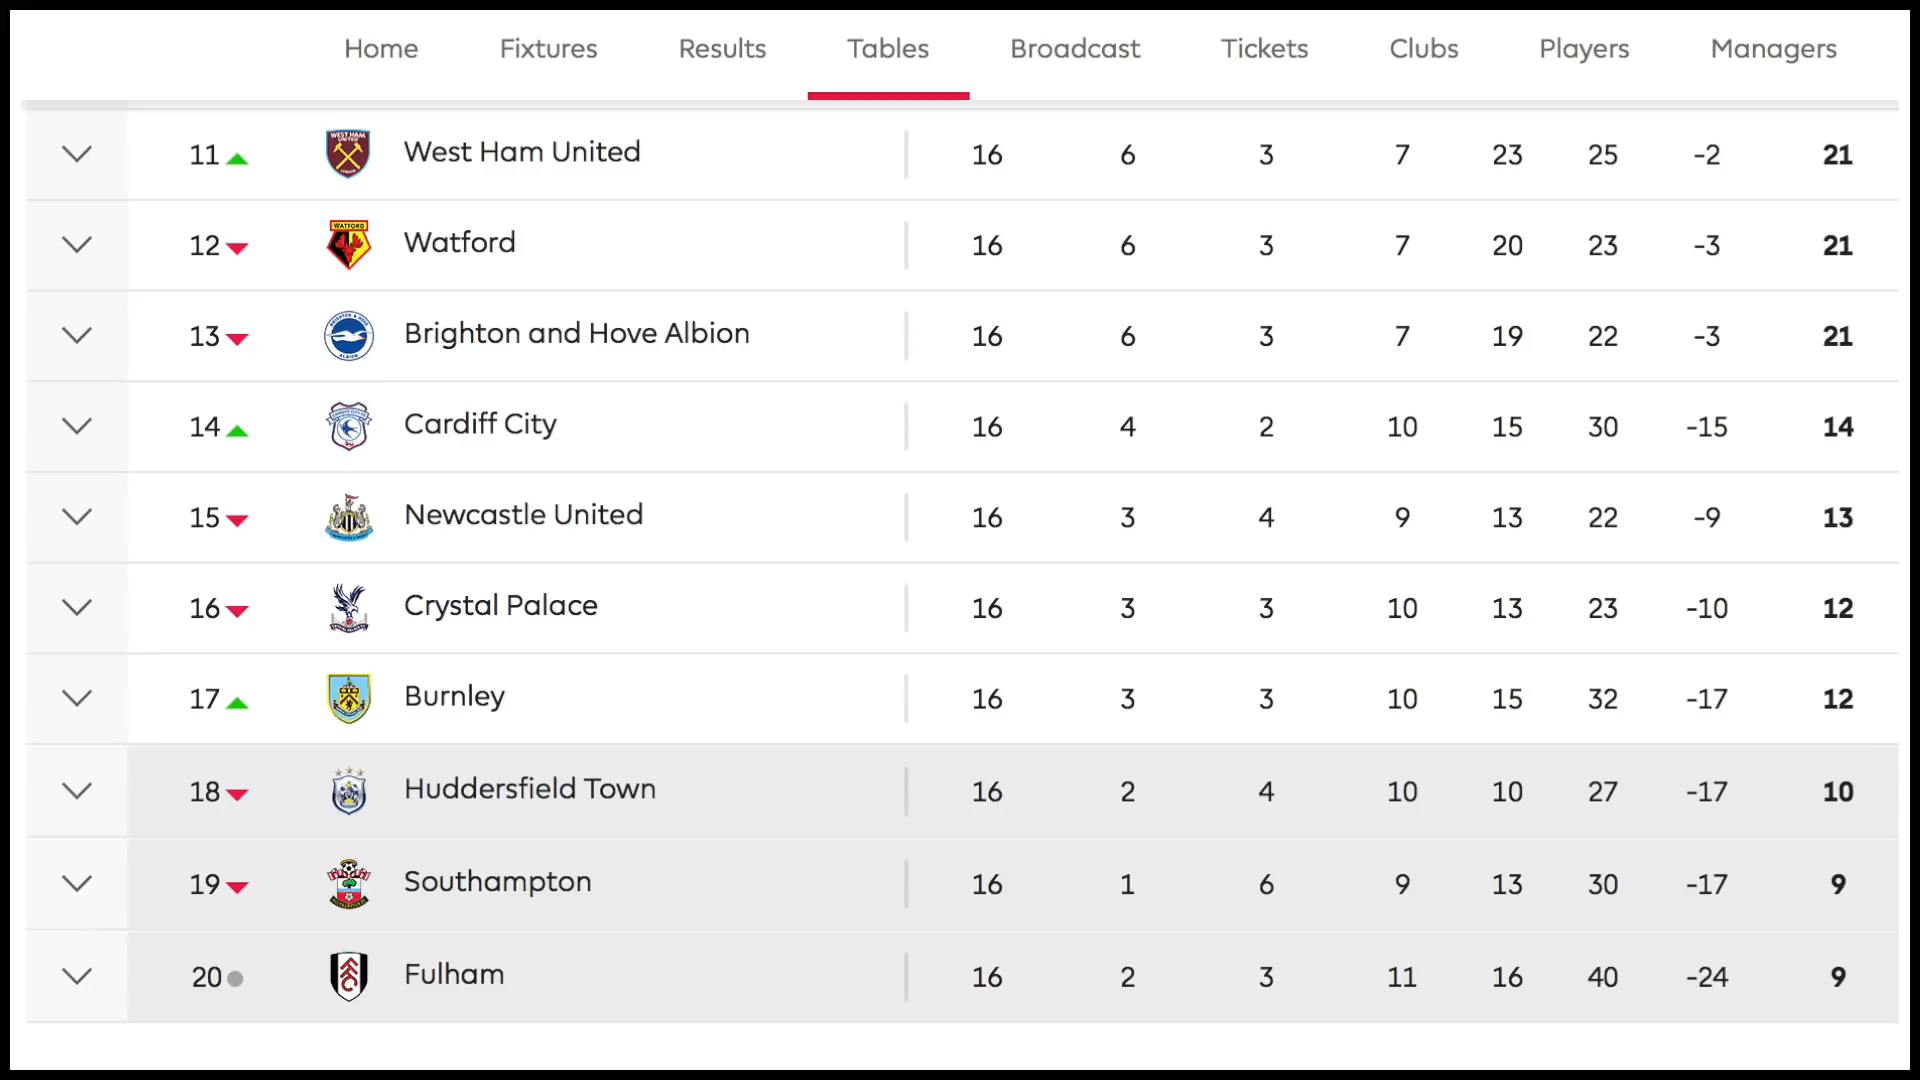 Home Fixtures Results Tables Broadcast Tickets Clubs Players Managers
11 West Ham United 16 6 3 7 23 25 -2 21
12 Watford 16 6 3 7 20 23 -3 21
13 Brighton and Hove Albion 16 6 3 7 19 22 -3 21
14 Cardiff City 16 4 2 10 15 30 -15 14
15 Newcastle United 16 3 4 9 13 22 -9 13
16 Crystal Palace 16 3 3 10 13 23 -10 12
17 Burnley 16 3 3 10 15 32 -17 12
18 Huddersfield Town 16 2 4 10 10 27 -17 10
19 Southampton 16 1 6 9 13 30 -17 9
20 Fulham 16 2 3 11 16 40 -24 9